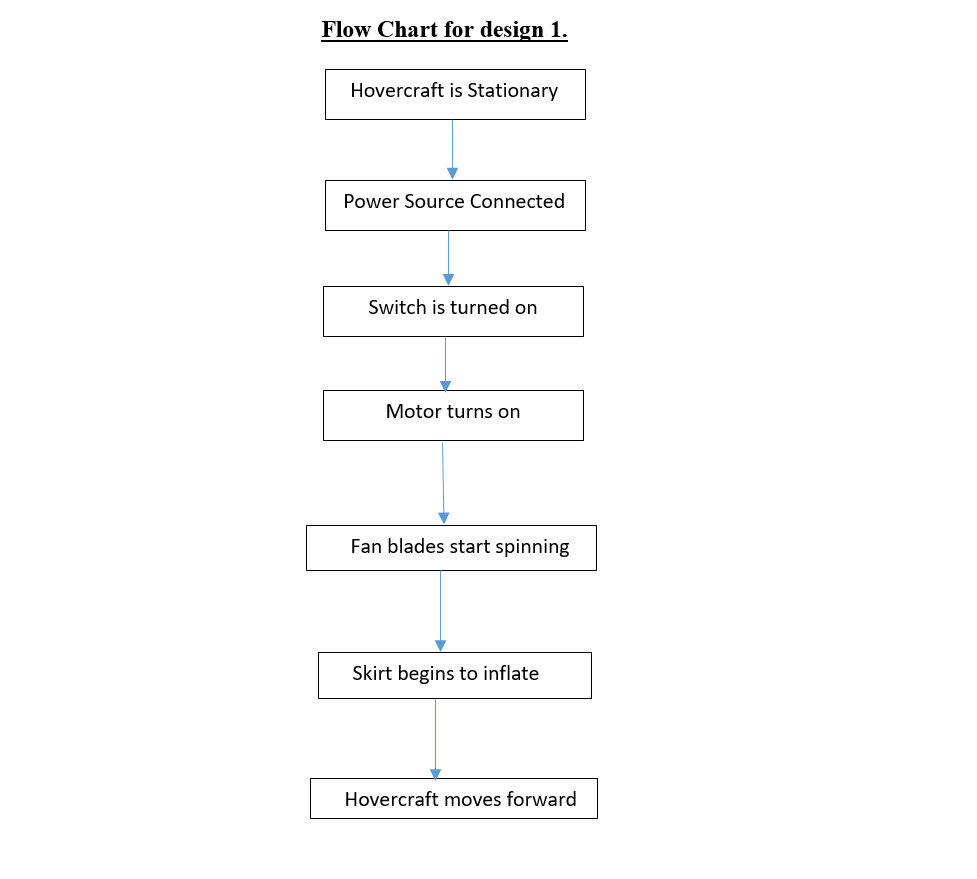 Flow Chart for design 1.
Hovercraft is Stationary
Power Source Connected
Switch is turned on
Motor turns on
Fan blades start spinning
Skirt begins to inflate
Hovercraft moves forward